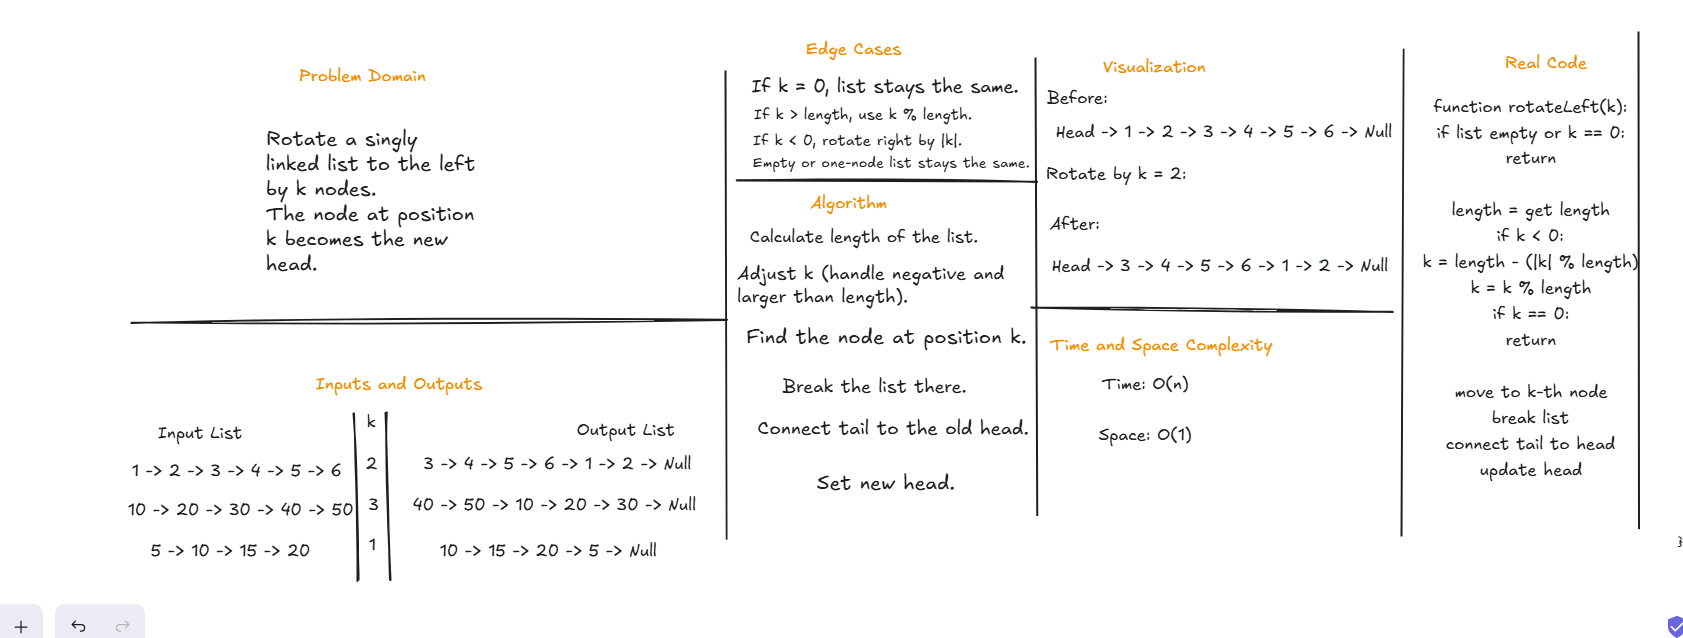 Problem Domain
Rotate a singly
linked list to the left
by k nodes.
The node at position
k becomes the new
head.
Inputs and Outputs
Input List
k
Output List
1 -> 2 -> 3 -> 4 -> 5 -> 6
2
3 -> 4 -> 5 -> 6 -> 1 -> 2 -> Null
10 -> 20 -> 30 -> 40 -> 50
3
40 -> 50 -> 10 -> 20 -> 30 -> Null
5 -> 10 -> 15 -> 20
1
10 -> 15 -> 20 -> 5 -> Null
Edge Cases
If k = 0, list stays the same.
If k > length, use k % length.
If k < 0, rotate right by |k|.
Empty or one-node list stays the same.
Algorithm
Calculate length of the list.
Adjust k (handle negative and
larger than length).
Find the node at position k.
Break the list there.
Connect tail to the old head.
Set new head.
Visualization
Before:
Head -> 1 -> 2 -> 3 -> 4 -> 5 -> 6 -> Null
Rotate by k = 2:
After:
Head -> 3 -> 4 -> 5 -> 6 -> 1 -> 2 -> Null
Time and Space Complexity
Time: O(n)
Space: O(1)
Real Code
function rotateLeft(k):
if list empty or k == 0:
return
length = get length
if k < 0:
k = length - (|k| % length)
k = k % length
if k == 0:
return
move to k-th node
break list
connect tail to head
update head
}